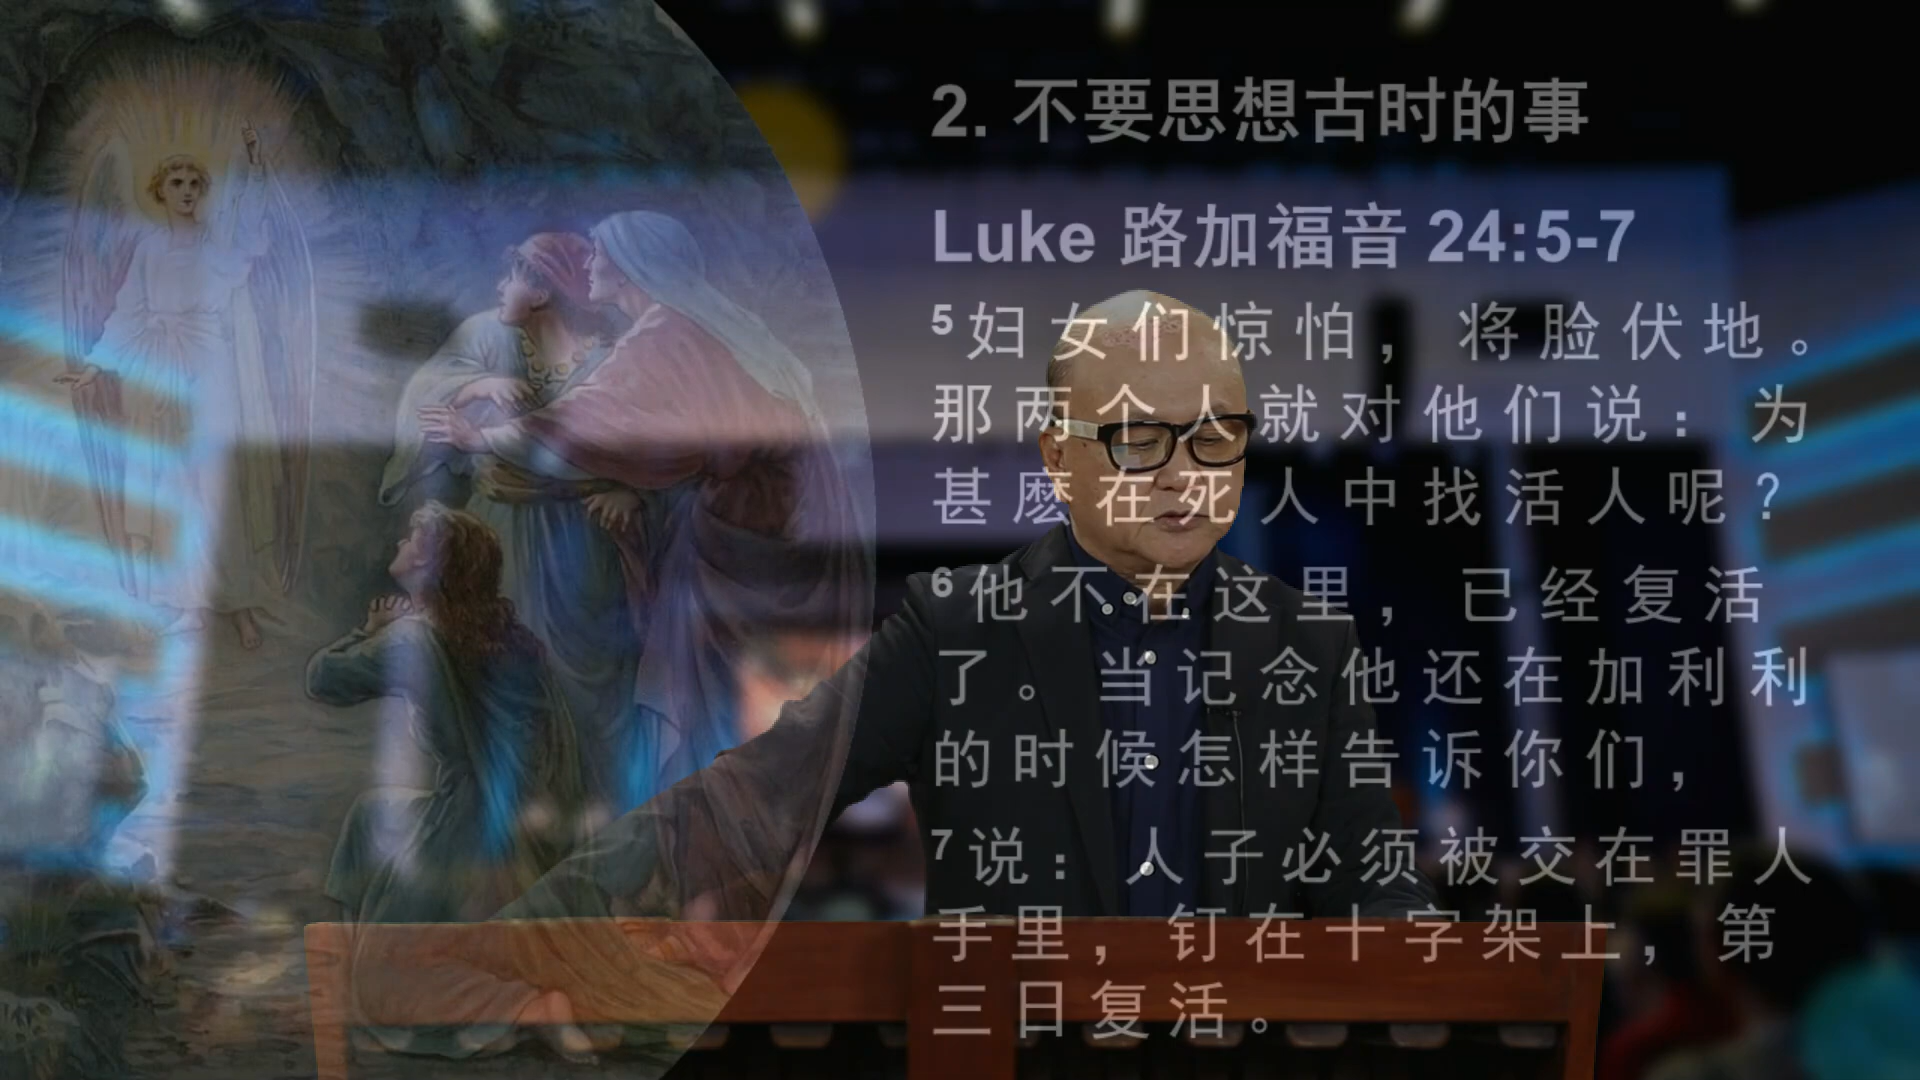 2. 不要思想古时的事
Luke 路加福音 24:5-7
5妇女们惊怕，将脸伏地。
那两个人就对他们说：为
甚麽在死人中找活人呢？
6他不在这里，已经复活
了。当记念他还在加利利
的时候怎样告诉你们，
7说：人子必须被交在罪人
手里，钉在十字架上，第
三日复活。